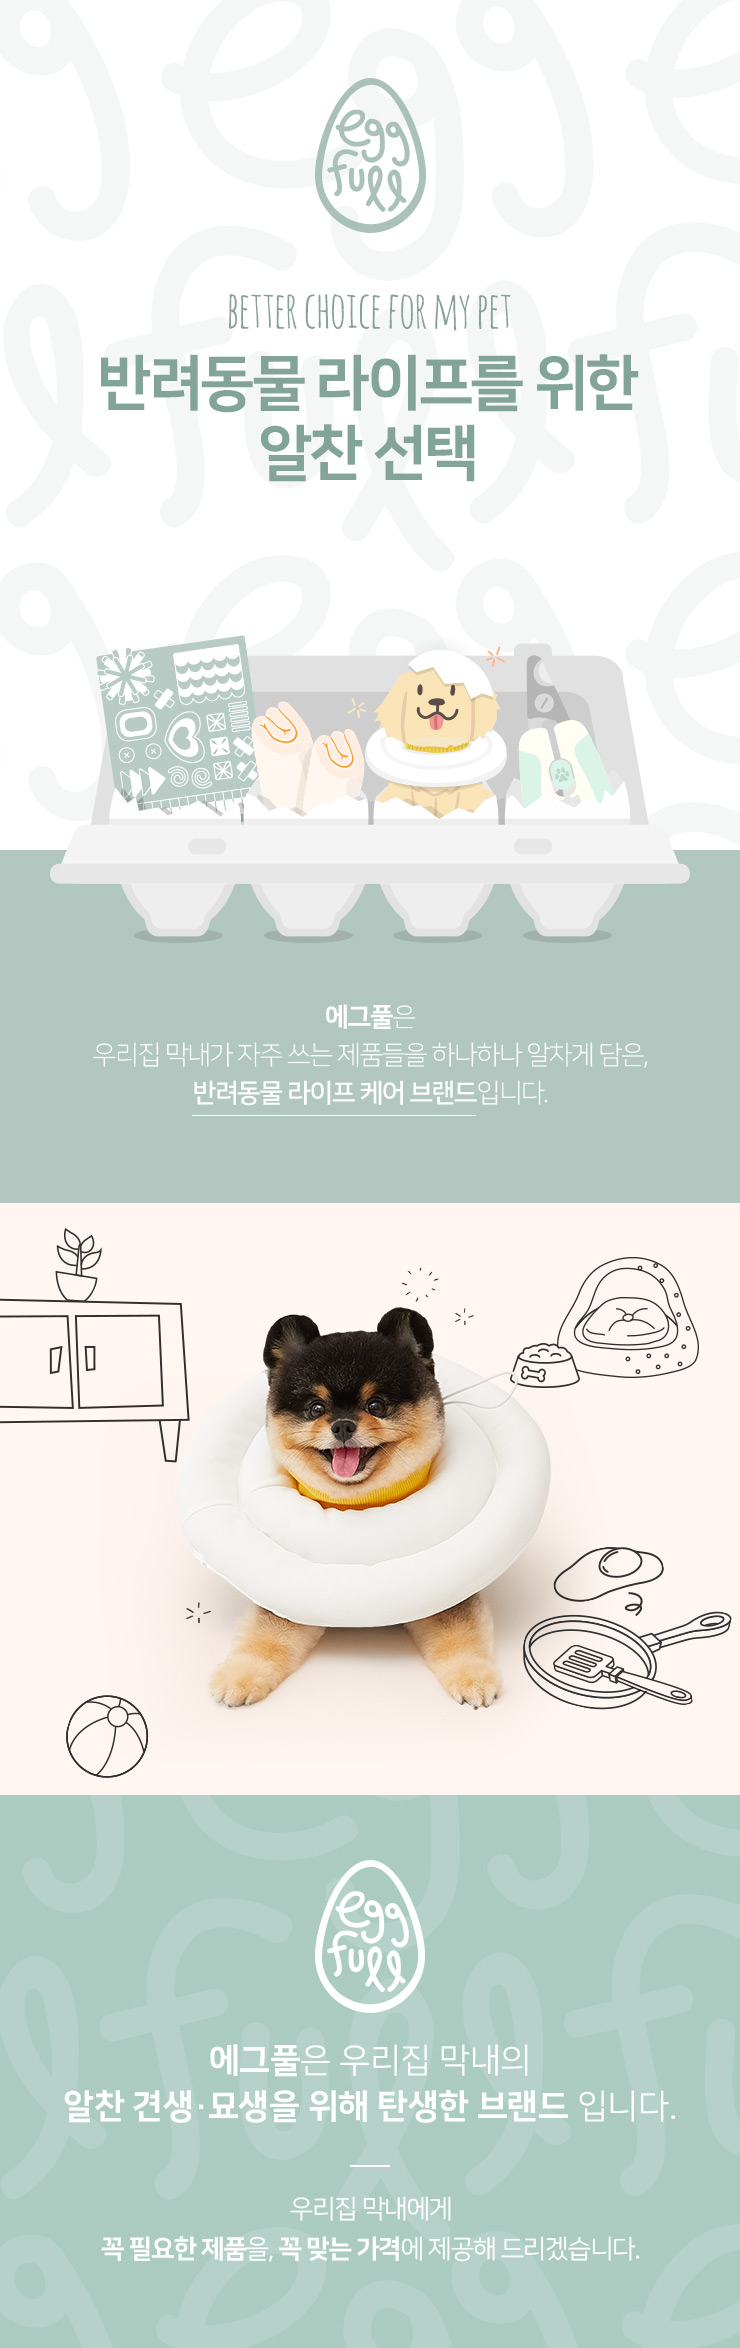 egg
full
BETTER CHOICE FOR MY PET
반려동물 라이프를 위한
알찬 선택
에그풀은
우리집 막내가 자주 쓰는 제품들을 하나하나 알차게 담은,
반려동물 라이프 케어 브랜드입니다.
egg
full
에그풀은 우리집 막내의
알찬 견생·묘생을 위해 탄생한 브랜드 입니다.
우리집 막내에게
꼭 필요한 제품을, 꼭 맞는 가격에 제공해 드리겠습니다.